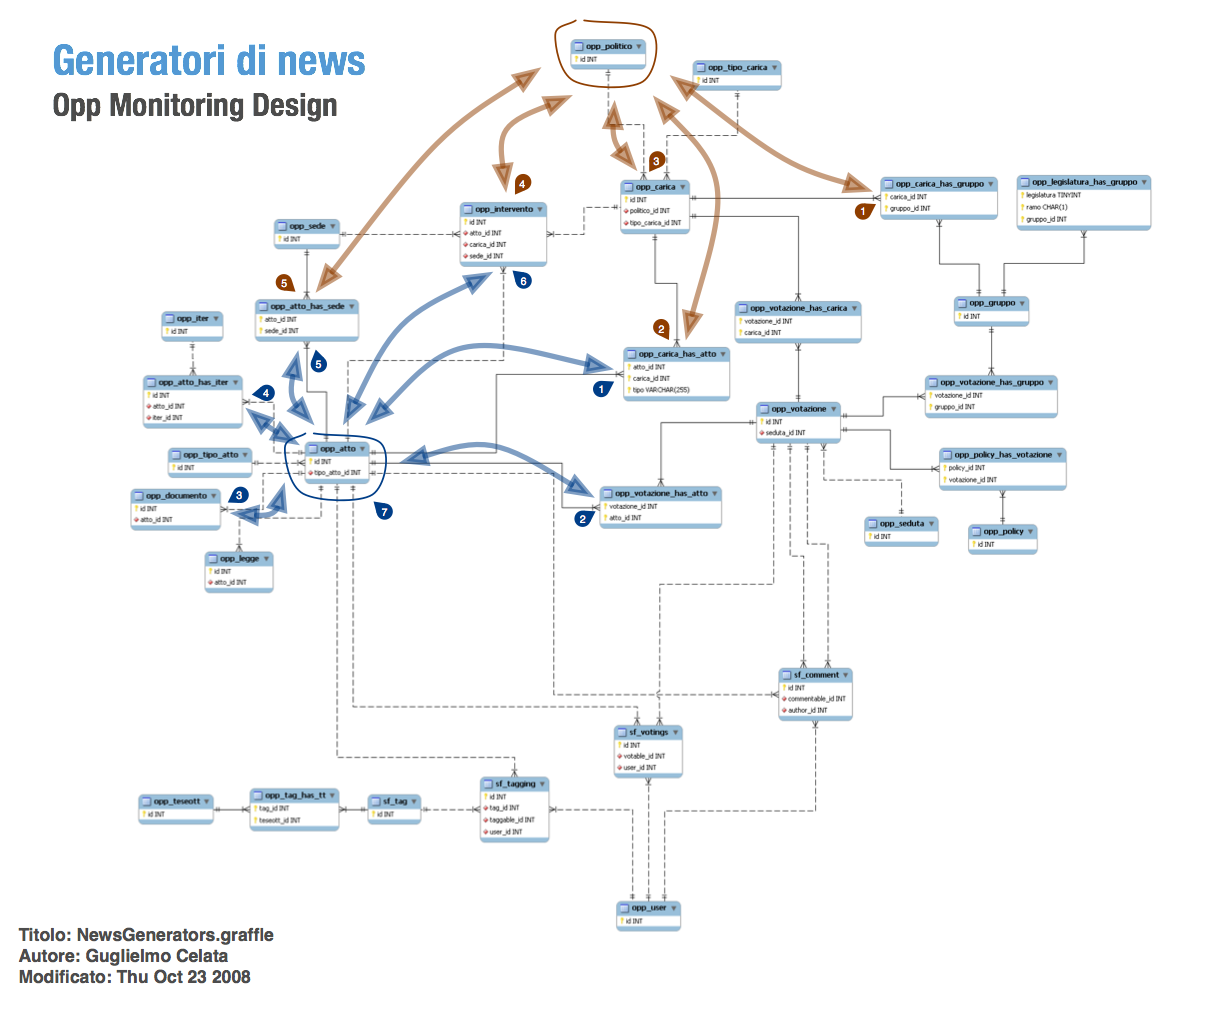 Generatori di news
Opp Monitoring Design
opp_politico
id INT
opp_tipo_carica
id INT
3
opp_carica
id INT
politico_id INT
tipo_carica_id INT
opp_carica_has_gruppo
carica_id INT
gruppo_id INT
1
opp_legislatura_has_gruppo
legislatura TINYINT
ramo CHAR(1)
gruppo_id INT
4
opp_intervento
id INT
atto_id INT
carica_id INT
sede_id INT
6
opp_sede
id INT
5
opp_atto_has_sede
atto_id INT
sede_id INT
5
opp_iter
id INT
opp_atto_has_iter
id INT
atto_id INT
iter_id INT
4
opp_votazione_has_carica
votazione_id INT
carica_id INT
opp_gruppo
id INT
2
opp_carica_has_atto
atto_id INT
carica_id INT
tipo VARCHAR(255)
1
opp_votazione_has_gruppo
votazione_id INT
gruppo_id INT
opp_votazione
id INT
seduta_id INT
opp_tipo_atto
id INT
opp_atto
id INT
tipo_atto_id INT
7
opp_policy_has_votazione
policy_id INT
votazione_id INT
opp_documento
id INT
atto_id INT
3
opp_votazione_has_atto
votazione_id INT
atto_id INT
2
opp_seduta
id INT
opp_policy
id INT
opp_legge
id INT
atto_id INT
sf_comment
id INT
commentable_id INT
author_id INT
sf_votings
id INT
votable_id INT
user_id INT
opp_teseott
id INT
opp_tag_has_tt
tag_id INT
teseott_id INT
sf_tag
id INT
sf_tagging
id INT
tag_id INT
taggable_id INT
user_id INT
opp_user
id INT
Titolo: NewsGenerators.graffle
Autore: Guglielmo Celata
Modificato: Thu Oct 23 2008